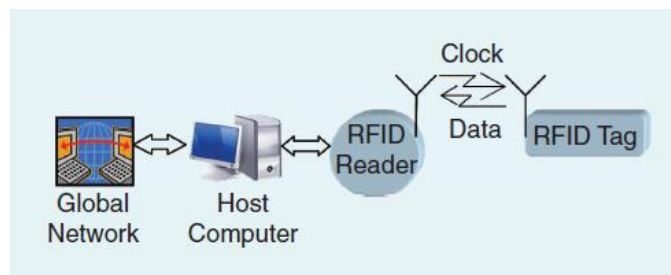 Clock
Data
RFID
Reader
RFID Tag
Global
Network
Host
Computer